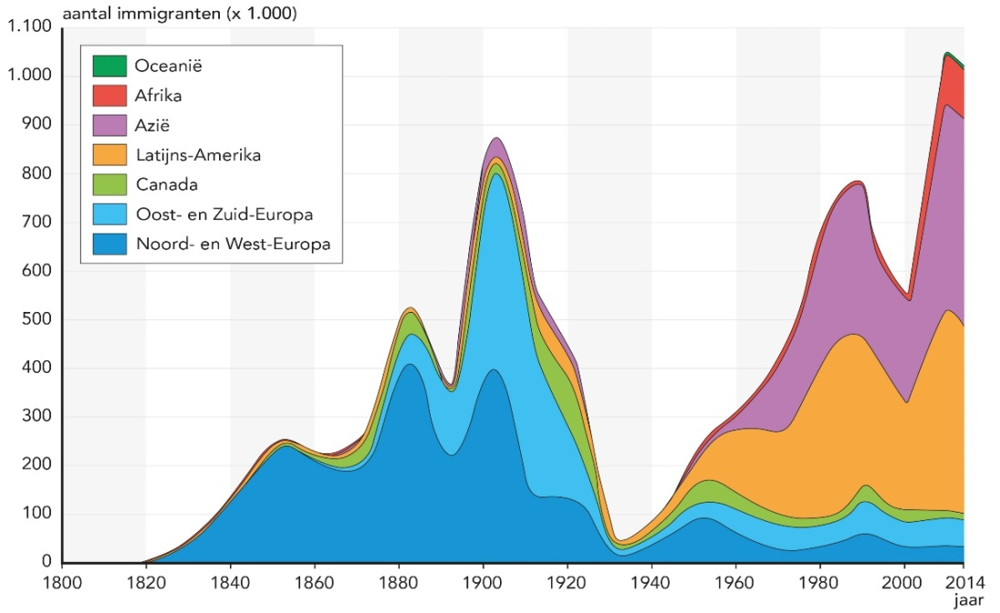 aantal immigranten (x 1.000)
1.100
1.000
900
800
700
600
500
400
300
200
100
0
Oceanië
Afrika
Azië
Latijns-Amerika
Canada
Oost- en Zuid-Europa
Noord- en West-Europa
1800 1820 1840 1860 1880 1900 1920 1940 1960 1980 2000 2014
jaar